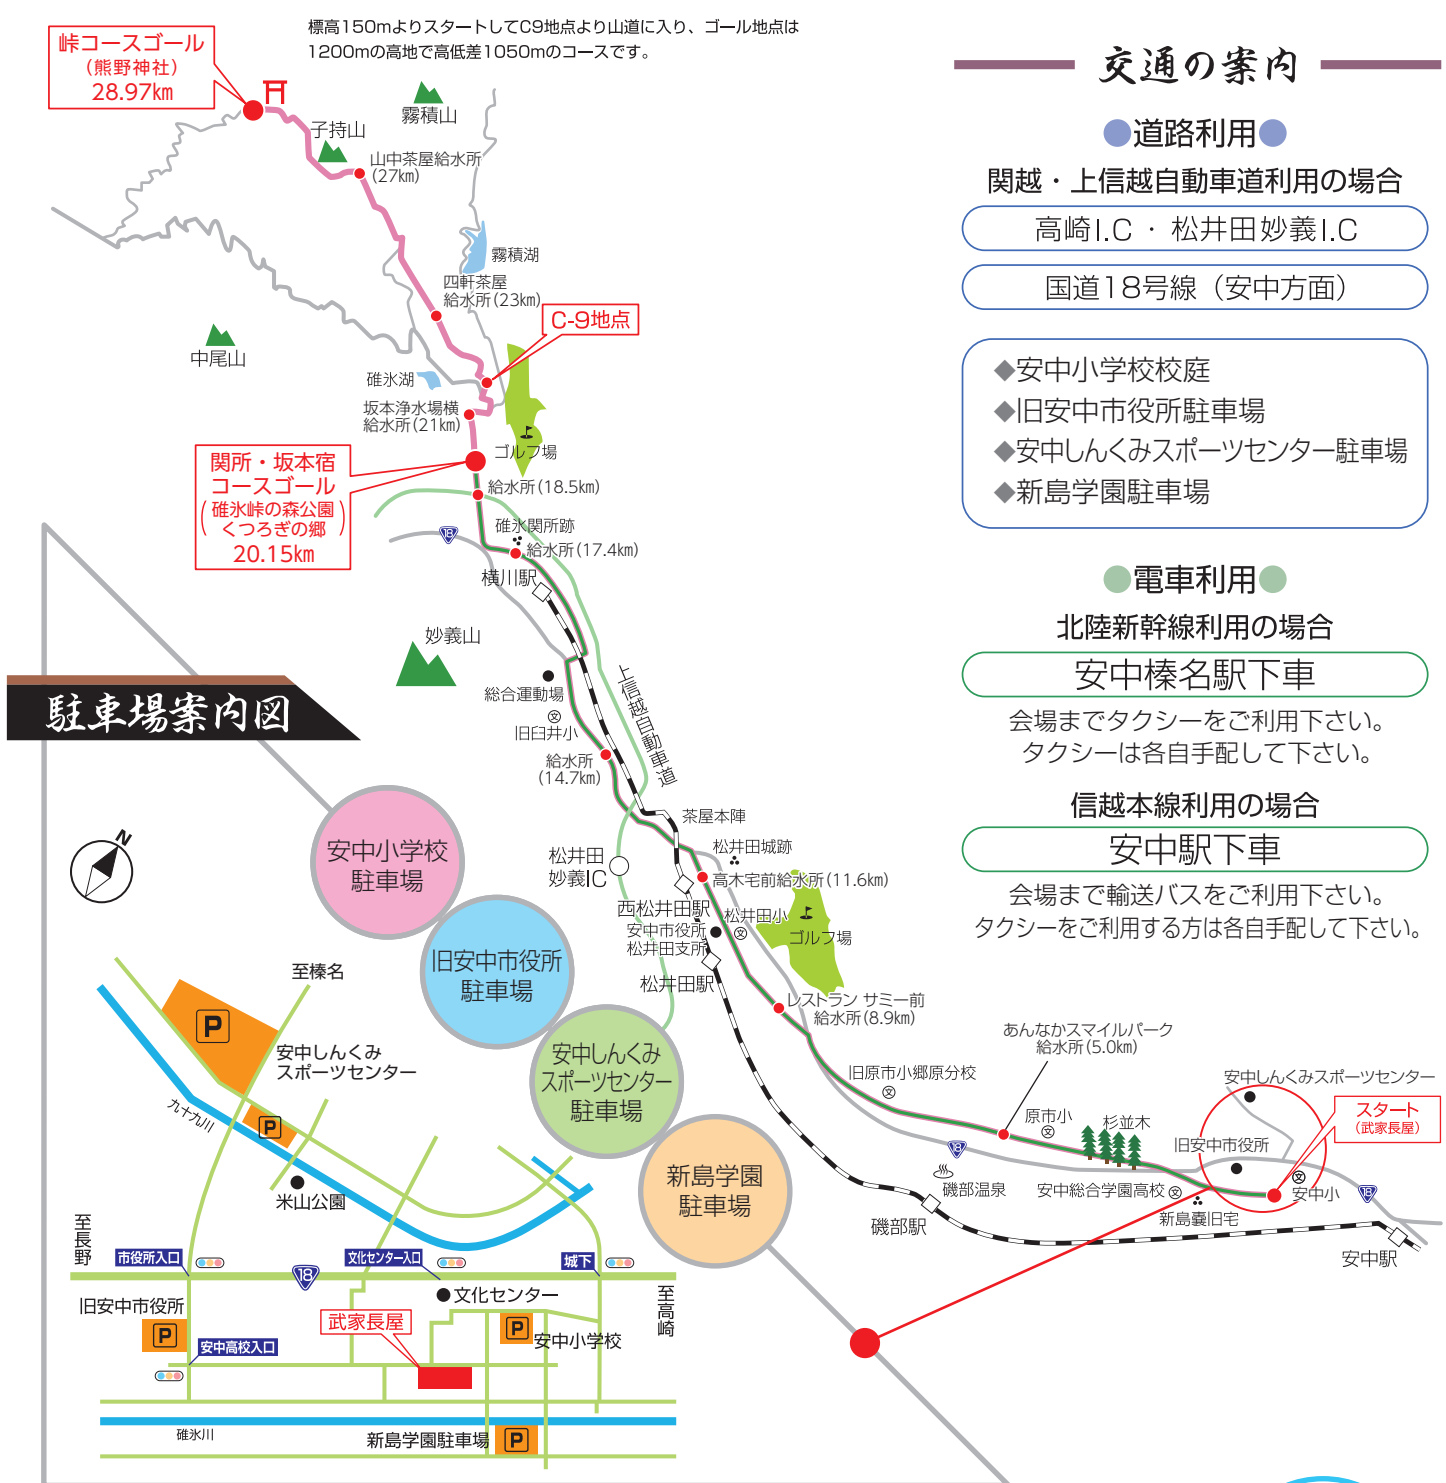 標高150mよりスタートしてC9地点より山道に入り、ゴール地点は
1200mの高地で高低差1050mのコースです。
峠コースゴール
(熊野神社)
28.97km
霧積山
子持山
山中茶屋給水所
(27km)
霧積湖
四軒茶屋
給水所(23km)
C-9地点
中尾山
碓氷湖
坂本浄水場横
給水所(21km)
ゴルフ場
関所・坂本宿
コースゴール
(碓氷峠の森公園
くつろぎの郷)
20.15km
給水所(18.5km)
18
碓氷関所跡
給水所(17.4km)
横川駅
妙義山
上信越自動車道
総合運動場
文
旧臼井小
給水所
(14.7km)
茶屋本陣
松井田
妙義IC
松井田城跡
高木宅前給水所(11.6km)
西松井田駅
松井田小
文
安中市役所
松井田支所
ゴルフ場
松井田駅
レストラン サミー前
給水所(8.9km)
あんなかスマイルパーク
給水所(5.0km)
旧原市小郷原分校
文
原市小
文
杉並木
安中しんくみスポーツセンター
スタート
(武家長屋)
旧安中市役所
18
磯部温泉
安中総合学園高校
文
安中小
文
18
新島襄旧宅
磯部駅
安中駅
交通の案内
●道路利用●
関越・上信越自動車道利用の場合
高崎I.C ・ 松井田妙義I.C
国道18号線(安中方面)
◆安中小学校校庭
◆旧安中市役所駐車場
◆安中しんくみスポーツセンター駐車場
◆新島学園駐車場
●電車利用●
北陸新幹線利用の場合
安中榛名駅下車
会場までタクシーをご利用下さい。
タクシーは各自手配して下さい。
信越本線利用の場合
安中駅下車
会場まで輸送バスをご利用下さい。
タクシーをご利用する方は各自手配して下さい。
駐車場案内図
N
安中小学校
駐車場
旧安中市役所
駐車場
安中しんくみ
スポーツセンター
駐車場
新島学園
駐車場
至榛名
P
安中しんくみ
スポーツセンター
九十九川
P
米山公園
至長野
市役所入口
18
文化センター入口
城下
文化センター
至高崎
旧安中市役所
P
武家長屋
P
安中小学校
安中高校入口
碓氷川
新島学園駐車場
P